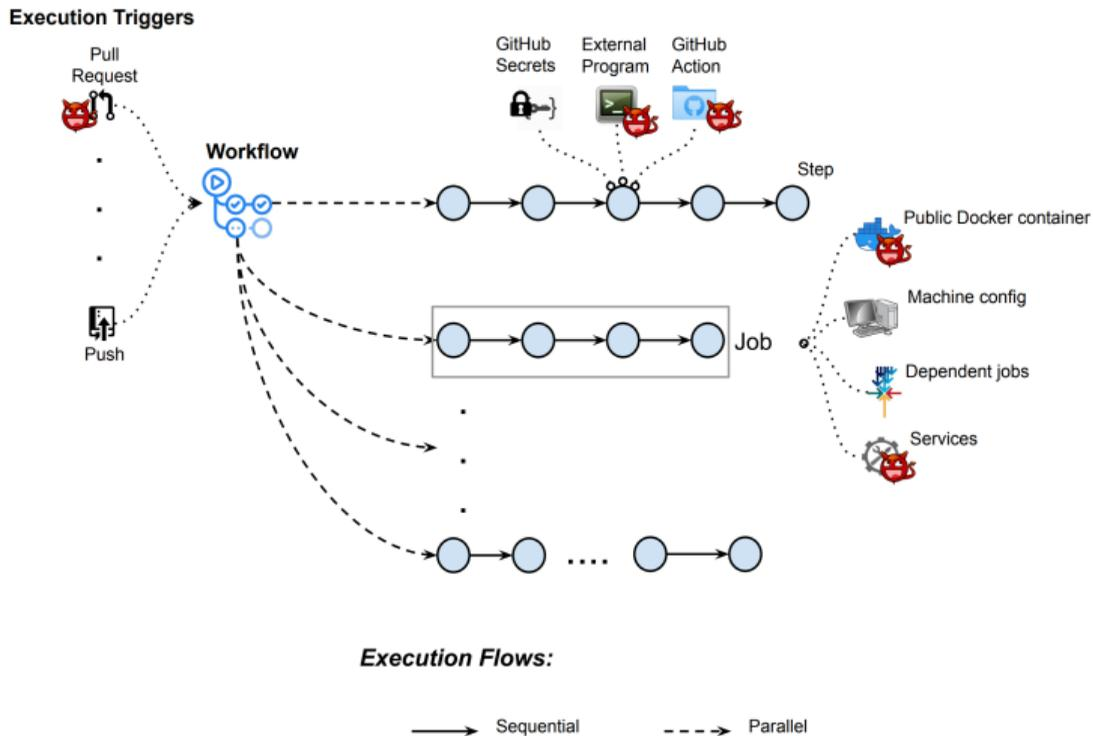 Execution Triggers
Pull
Request
Push
Workflow
GitHub
Secrets
External
Program
GitHub
Action
Step
Job
Public Docker container
Machine config
Dependent jobs
Services
Execution Flows:
Sequential
Parallel